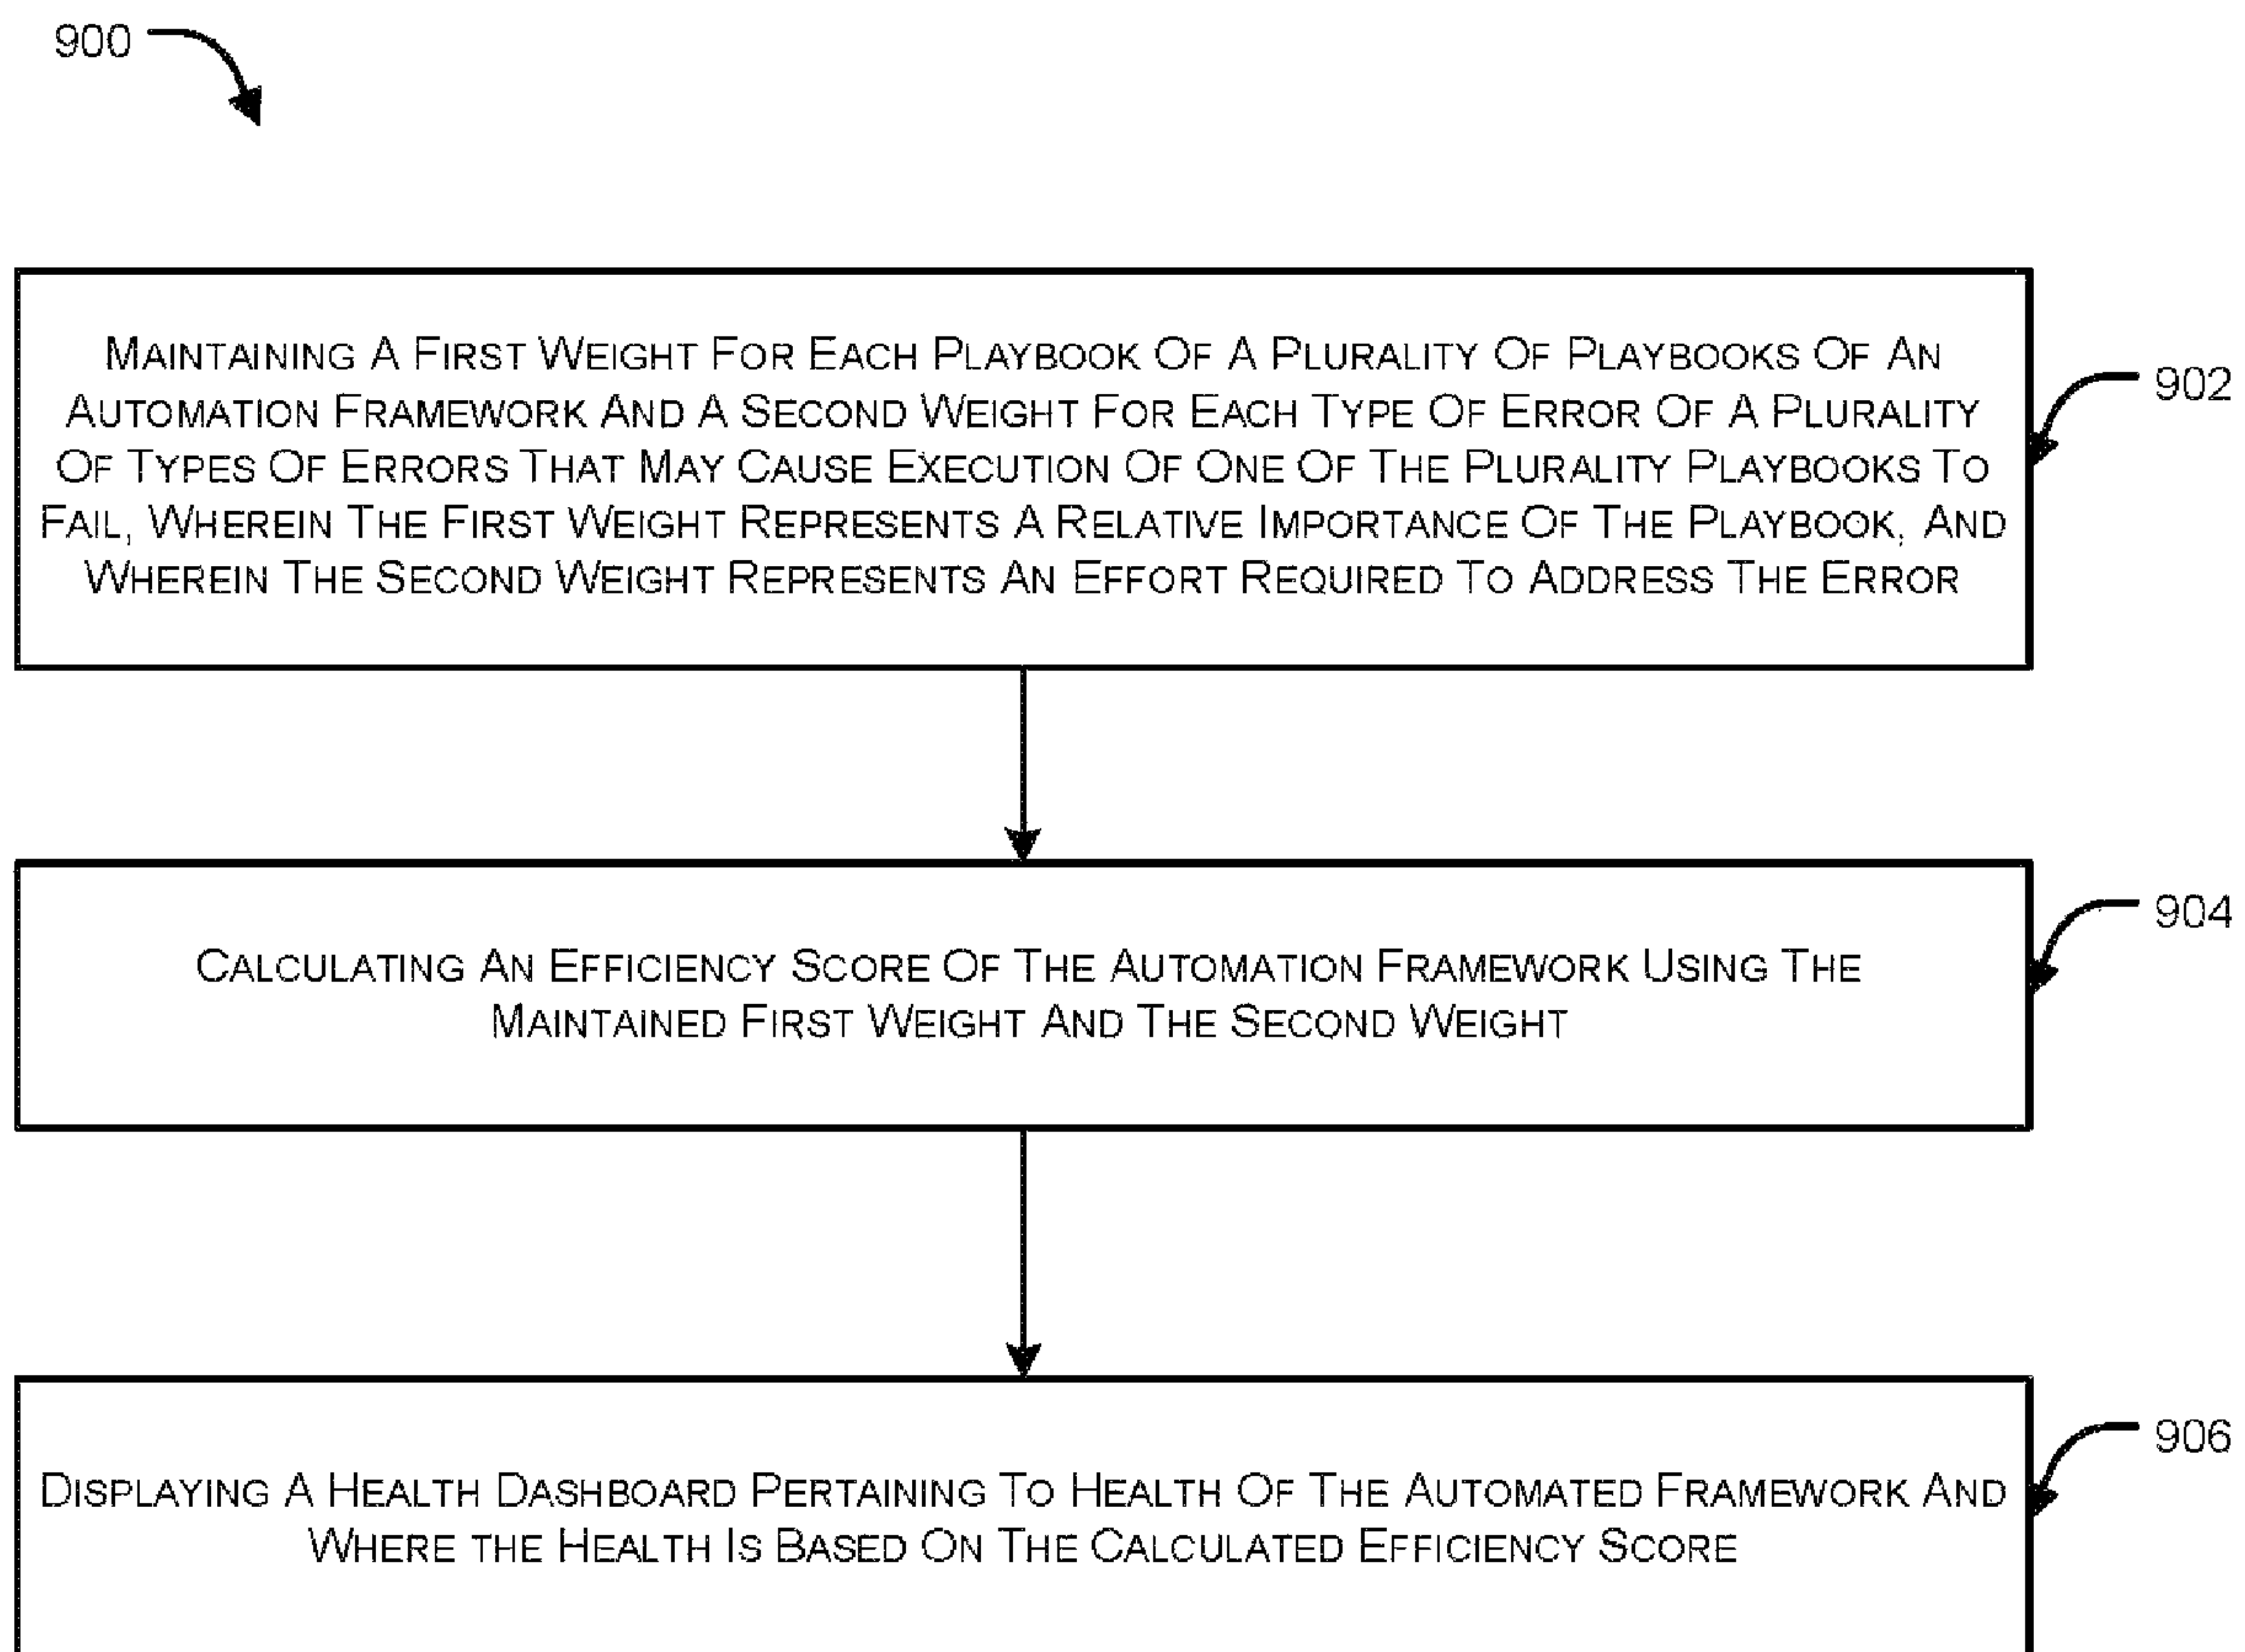 900
MAINTAINING A FIRST WEIGHT FOR EACH PLAYBOOK OF A PLURALITY OF PLAYBOOKS OF AN
AUTOMATION FRAMEWORK AND A SECOND WEIGHT FOR EACH TYPE OF ERROR OF A PLURALITY
OF TYPES OF ERRORS THAT MAY CAUSE EXECUTION OF ONE OF THE PLURALITY PLAYBOOKS TO
FAIL, WHEREIN THE FIRST WEIGHT REPRESENTS A RELATIVE IMPORTANCE OF THE PLAYBOOK, AND
WHEREIN THE SECOND WEIGHT REPRESENTS AN EFFORT REQUIRED TO ADDRESS THE ERROR
902
CALCULATING AN EFFICIENCY SCORE OF THE AUTOMATION FRAMEWORK USING THE
MAINTAINED FIRST WEIGHT AND THE SECOND WEIGHT
904
DISPLAYING A HEALTH DASHBOARD PERTAINING TO HEALTH OF THE AUTOMATED FRAMEWORK AND
WHERE THE HEALTH IS BASED ON THE CALCULATED EFFICIENCY SCORE
906